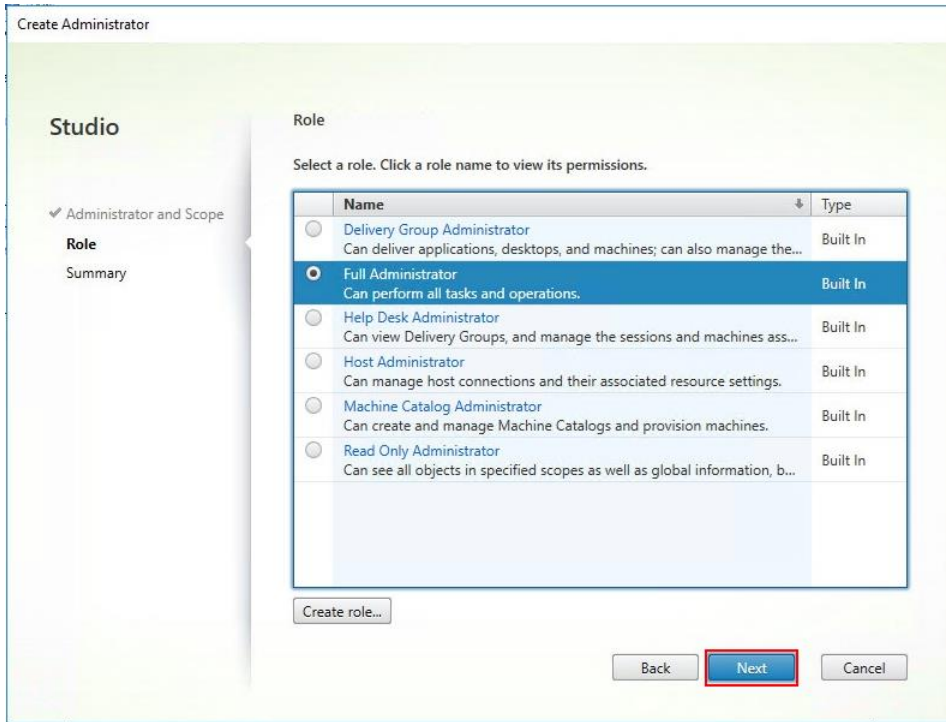 Create Administrator
Studio
Administrator and Scope
Role
Summary
Role
Select a role. Click a role name to view its permissions.
Name Type
Delivery Group Administrator
Can deliver applications, desktops, and machines; can also manage the... Built In
Full Administrator
Can perform all tasks and operations. Built In
Help Desk Administrator
Can view Delivery Groups, and manage the sessions and machines ass... Built In
Host Administrator
Can manage host connections and their associated resource settings. Built In
Machine Catalog Administrator
Can create and manage Machine Catalogs and provision machines. Built In
Read Only Administrator
Can see all objects in specified scopes as well as global information, b... Built In
Create role...
Back Next Cancel